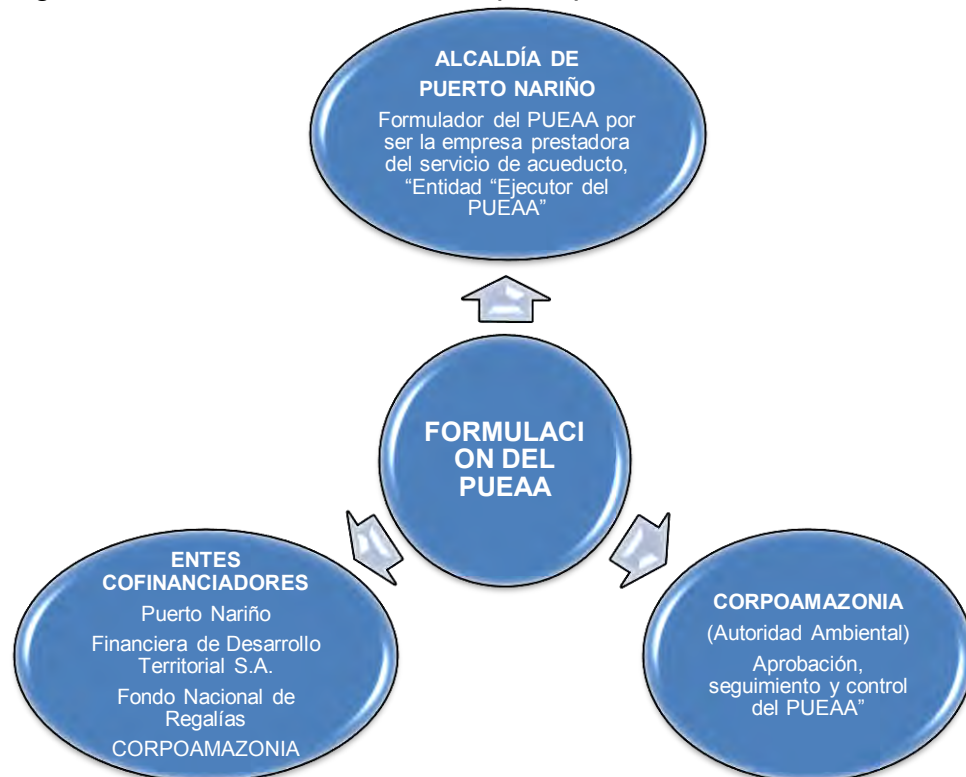 ALCALDÍA DE
PUERTO NARIÑO
Formulador del PUEAA por
ser la empresa prestadora
del servicio de acueducto,
“Entidad “Ejecutor del
PUEAA”
FORMULACI
ON DEL
PUEAA
ENTES
COFINANCIADORES
Puerto Nariño
Financiera de Desarrollo
Territorial S.A.
Fondo Nacional de
Regalías
CORPOAMAZONIA
CORPOAMAZONIA
(Autoridad Ambiental)
Aprobación,
seguimiento y control
del PUEAA”